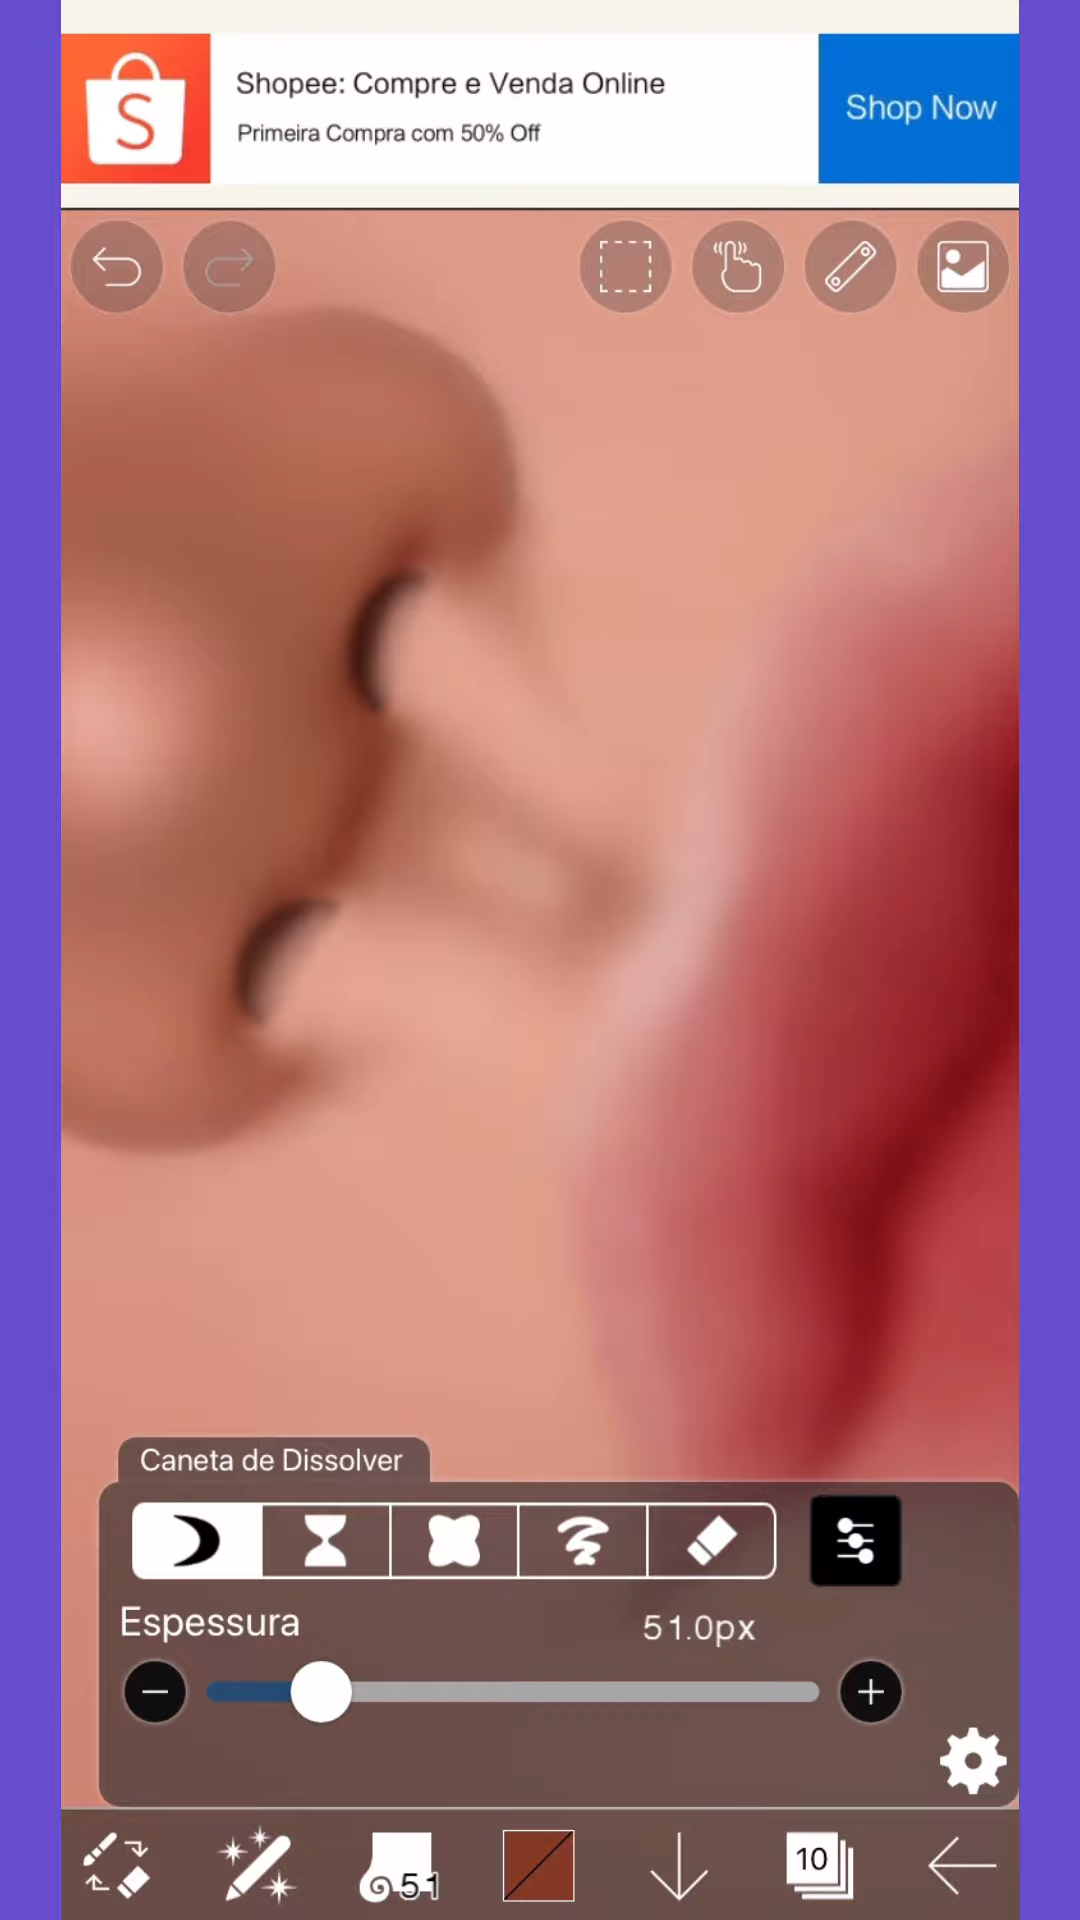 S
Shopee: Compre e Venda Online
Primeira Compra com 50% Off
Shop Now
Caneta de Dissolver
Espessura
51.0px
51
10